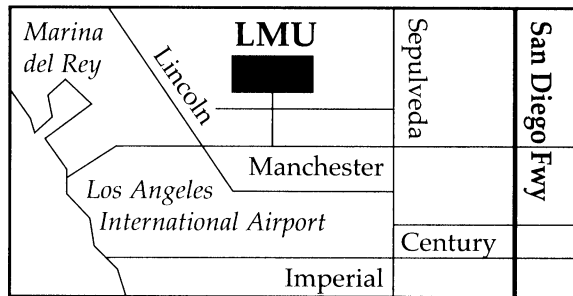 Marina
del Rey
LMU
Lincoln
Sepulveda
San Diego Fwy
Manchester
Los Angeles
International Airport
Century
Imperial